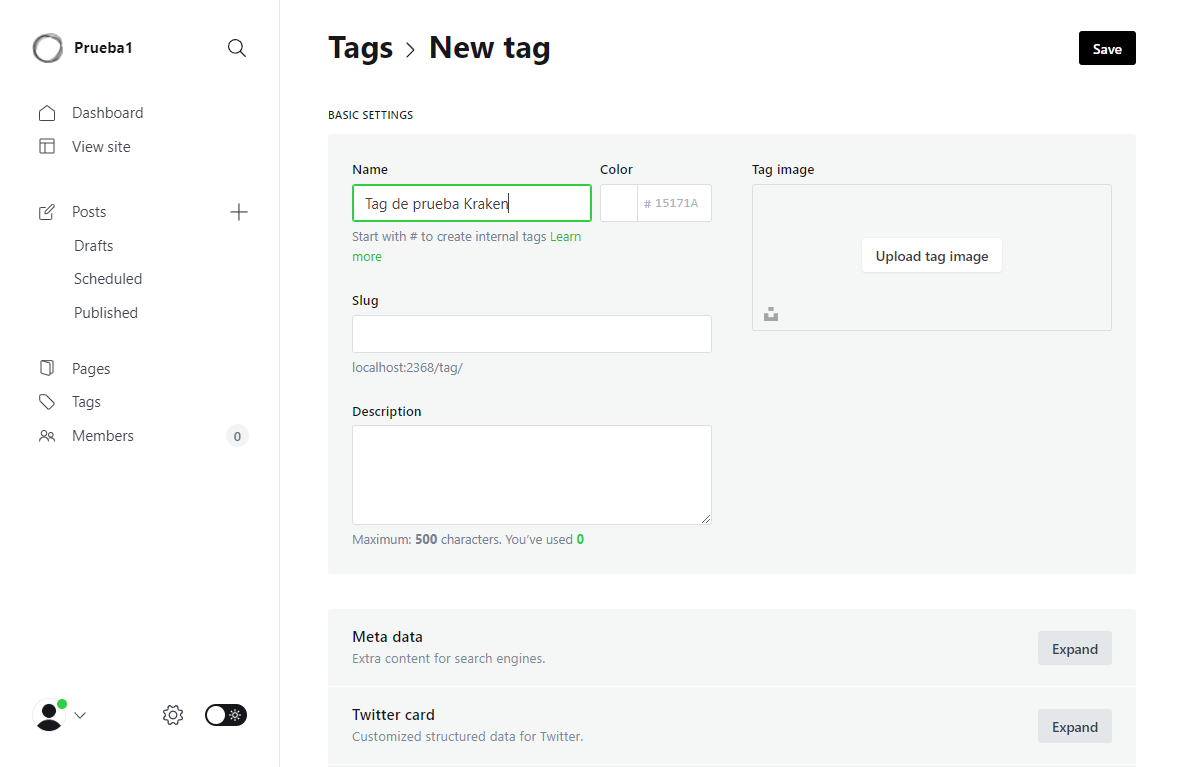 Prueba1
Dashboard
View site
Posts
Drafts
Scheduled
Published
Pages
Tags
Members
0
Tags > New tag
Save
BASIC SETTINGS
Name
Tag de prueba Kraken
Start with # to create internal tags Learn
more
Color
# 15171A
Slug
localhost:2368/tag/
Description
Maximum: 500 characters. You've used 0
Tag image
Upload tag image
Meta data
Extra content for search engines.
Expand
Twitter card
Customized structured data for Twitter.
Expand